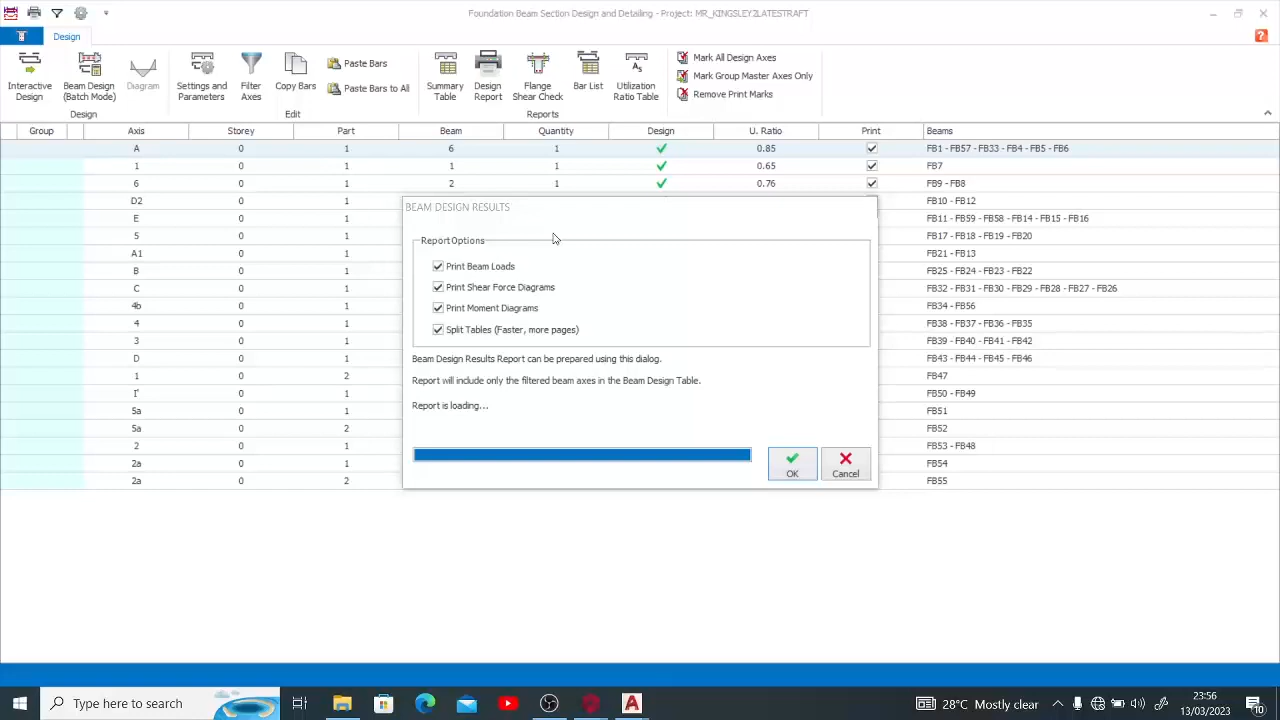 Foundation Beam Section Design and Detailing - Project: MR_KINGSLEY2LATESTRAFT
Design
Interactive Design
Beam Design (Batch Mode)
Diagram
Settings and Parameters
Filter Axes
Copy Bars
Paste Bars
Paste Bars to All
Summary Table
Design Report
Flange Shear Check
Bar List
Utilization Ratio Table
Mark All Design Axes
Mark Group Master Axes Only
Remove Print Marks
Design Edit Reports
Group Axis Storey Part Beam Quantity Design U. Ratio Print Beams
A 0 1 6 1 0.85 FB1 - FB57 - FB33 - FB4 - FB5 - FB6
1 0 1 1 1 0.65 FB7
6 0 1 2 1 0.76 FB9 - FB8
D2 0 1 FB10 - FB12
E 0 1 FB11 - FB59 - FB58 - FB14 - FB15 - FB16
5 0 1 FB17 - FB18 - FB19 - FB20
A1 0 1 FB21 - FB13
B 0 1 FB25 - FB24 - FB23 - FB22
C 0 1 FB32 - FB31 - FB30 - FB29 - FB28 - FB27 - FB26
4b 0 1 FB34 - FB56
4 0 1 FB38 - FB37 - FB36 - FB35
3 0 1 FB39 - FB40 - FB41 - FB42
D 0 1 FB43 - FB44 - FB45 - FB46
1 0 2 FB47
1' 0 1 FB50 - FB49
5a 0 1 FB51
5a 0 2 FB52
2 0 1 FB53 - FB48
2a 0 1 FB54
2a 0 2 FB55
BEAM DESIGN RESULTS
Report Options
Print Beam Loads
Print Shear Force Diagrams
Print Moment Diagrams
Split Tables (Faster, more pages)
Beam Design Results Report can be prepared using this dialog.
Report will include only the filtered beam axes in the Beam Design Table.
Report is loading...
OK Cancel
Type here to search
28°C Mostly clear
23:56
13/03/2023
10